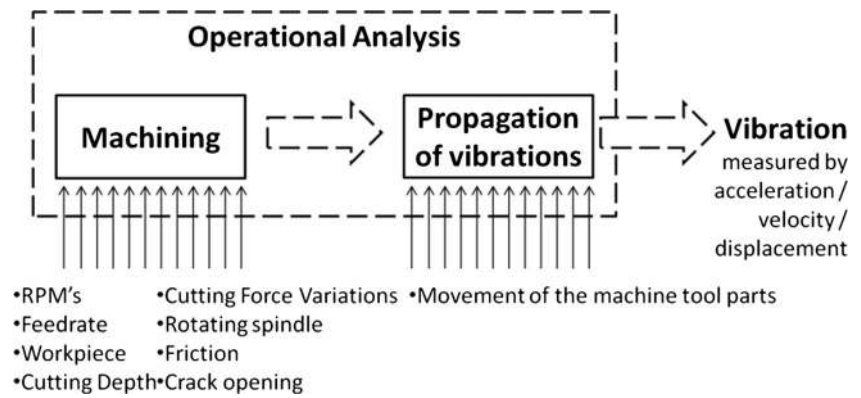 Operational Analysis
Machining
Propagation
of vibrations
Vibration
measured by
acceleration /
velocity /
displacement
•RPM's
•Feedrate
•Workpiece
•Cutting Depth
•Cutting Force Variations
•Rotating spindle
•Friction
•Crack opening
•Movement of the machine tool parts